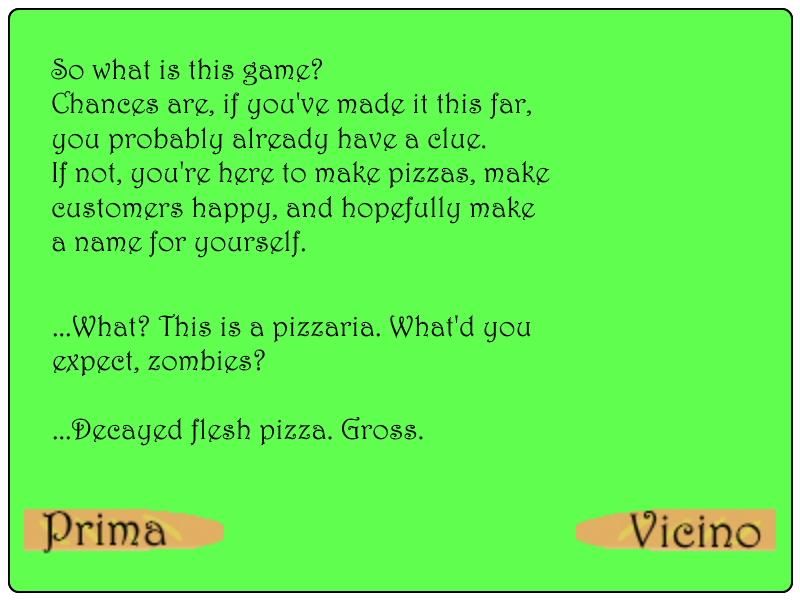 So what is this game?
Chances are, if you've made it this far,
you probably already have a clue.
If not, you're here to make pizzas, make
customers happy, and hopefully make
a name for yourself.
...What? This is a pizzaria. What'd you
expect, zombies?
...Decayed flesh pizza. Gross.
Prima
Vicino